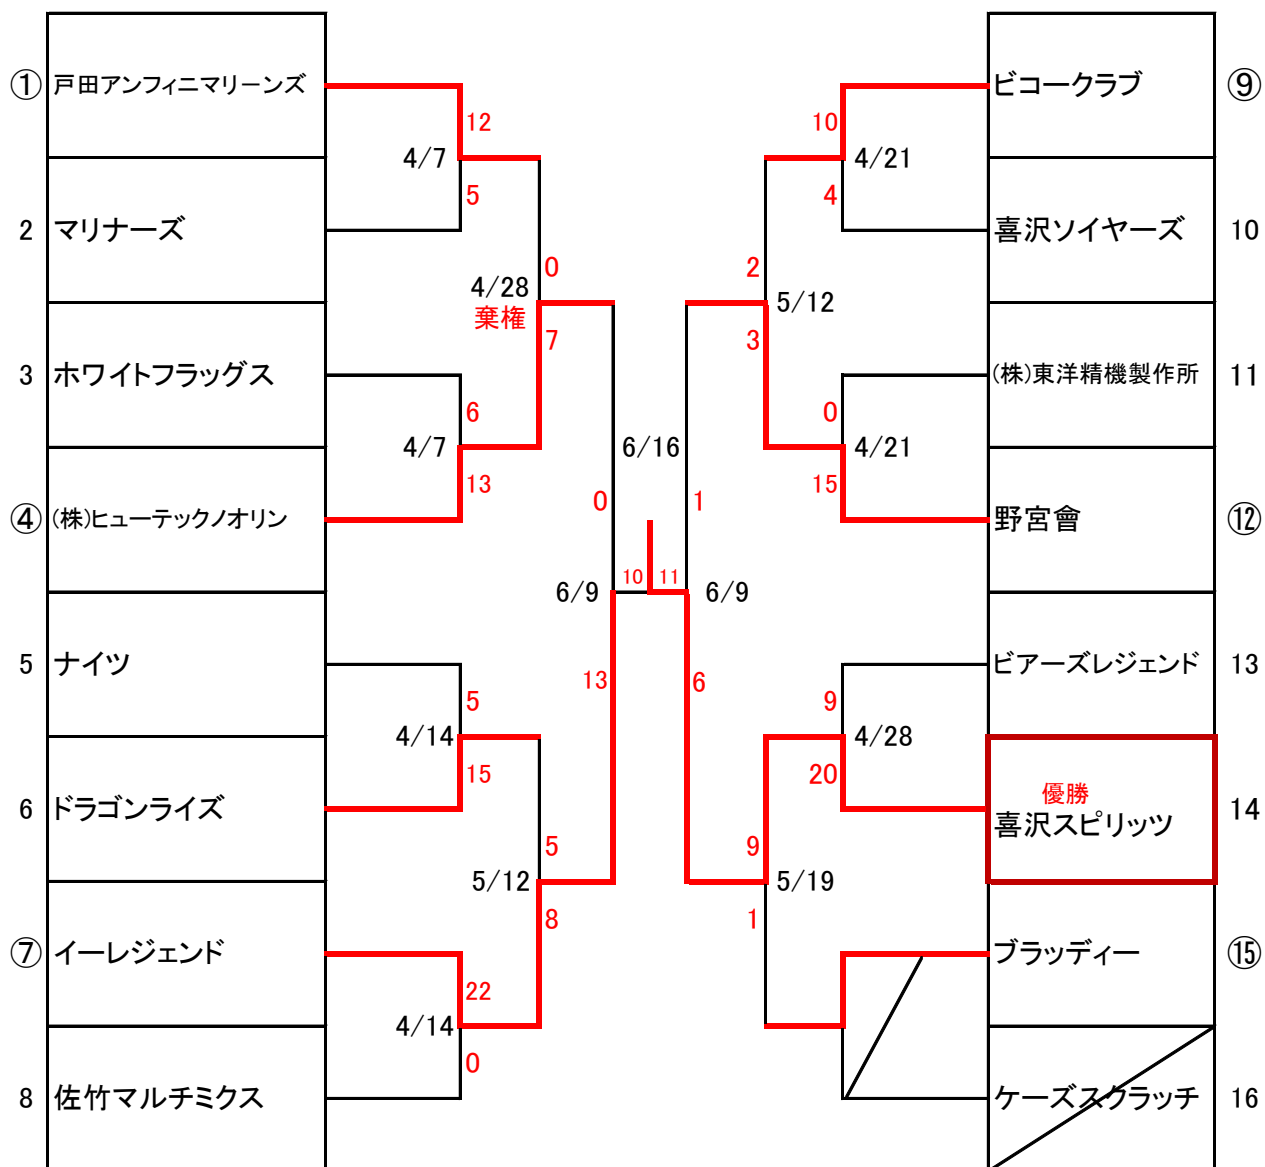 ① 戸田アンフィニマリーンズ
12
4/7
5
2 マリナーズ
0
4/28
棄権
7
3 ホワイトフラッグス
6
4/7
13
④ (株)ヒューテックノオリン
0
6/9
13
5 ナイツ
5
4/14
15
6 ドラゴンライズ
5
5/12
8
⑦ イーレジェンド
22
4/14
0
8 佐竹マルチミクス
6/16
10 11
ビコークラブ ⑨
10
4/21
4
喜沢ソイヤーズ 10
2
5/12
3
(株)東洋精機製作所 11
0
4/21
15
野宮會 ⑫
1
6/9
6
ビアーズレジェンド 13
9
4/28
20
優勝
喜沢スピリッツ 14
9
5/19
1
ブラッディー ⑮
ケーズスクラッチ 16